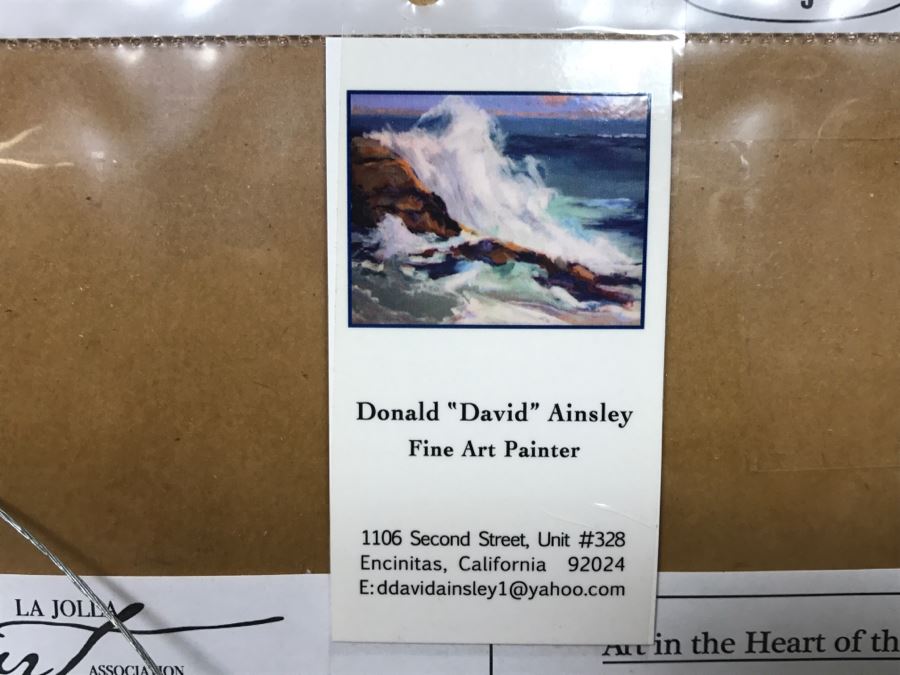 Donald "David" Ainsley
Fine Art Painter
1106 Second Street, Unit #328
Encinitas, California 92024
E:ddavidainsley1@yahoo.com
LA JOLLA
Art
ASSOCIATION
Art in the Heart of th